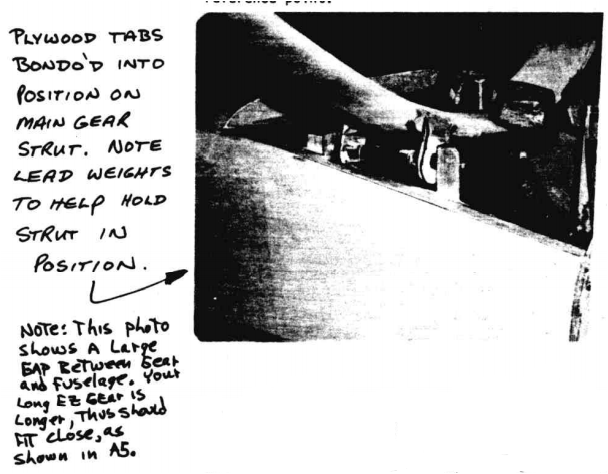 reference point.
PLYWOOD TABS
BONDO'D INTO
POSITION ON
MAIN GEAR
STRUT. NOTE
LEAD WEIGHTS
TO HELP HOLD
STRUT IN
POSITION.
NOTE: This photo
shows A Large
GAP Between Gear
and fuselage. Your
Long EZ GEar is
Longer, Thus should
FIT close, as
shown in A5.